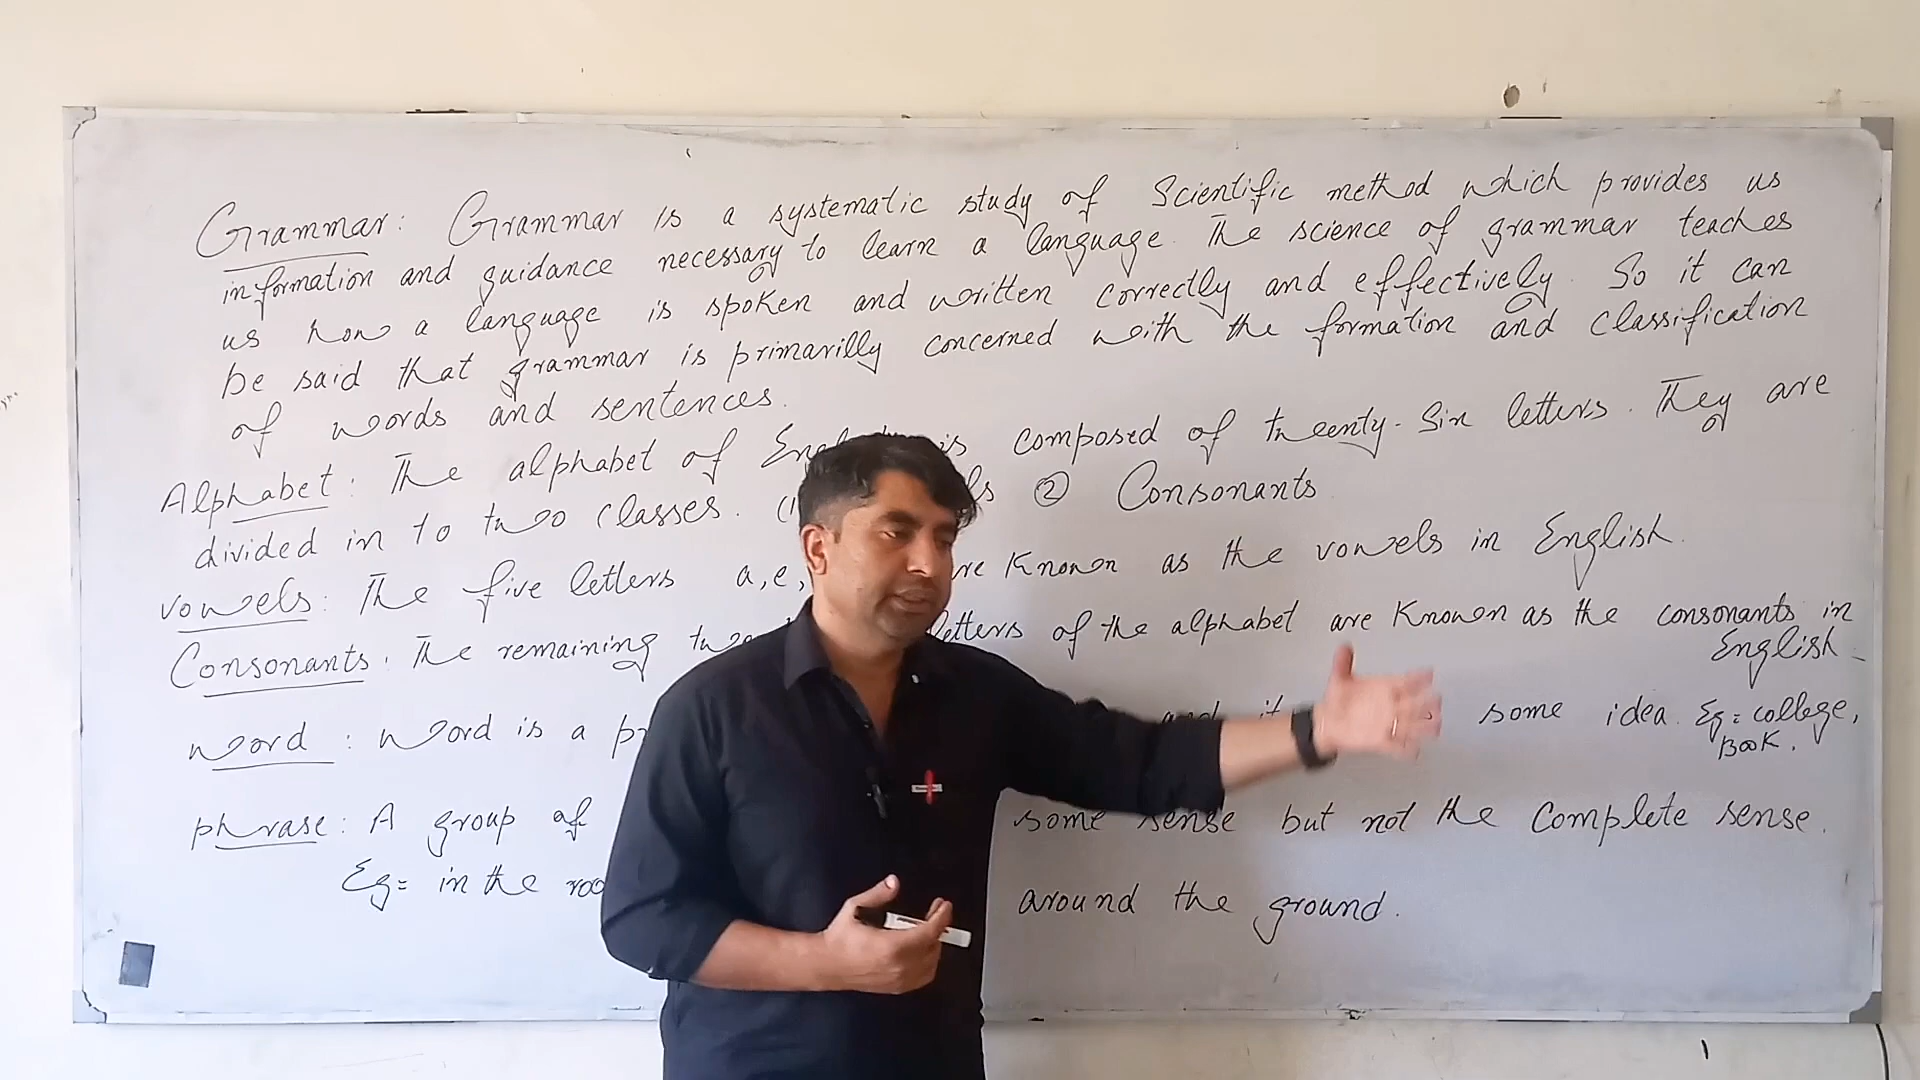 Grammar: Grammar is a systematic study of Scientific method which provides us
information and guidance necessary to learn a language. The science of grammar teaches
us how a language is spoken and written correctly and effectively. So it can
be said that grammar is primarilly concerned with the formation and classification
of words and sentences.
Alphabet: The alphabet of is composed of twenty-Six letters. They are
divided in to two classes. (1 ② Consonants
vowels: The five letters a, e, Known as the vowels in English.
Consonants: The remaining letters of the alphabet are Known as the consonants in
English
word: Word is a some idea. Eg= college,
Book.
phrase: A group of some sense but not the complete sense.
Eg= in the around the ground.